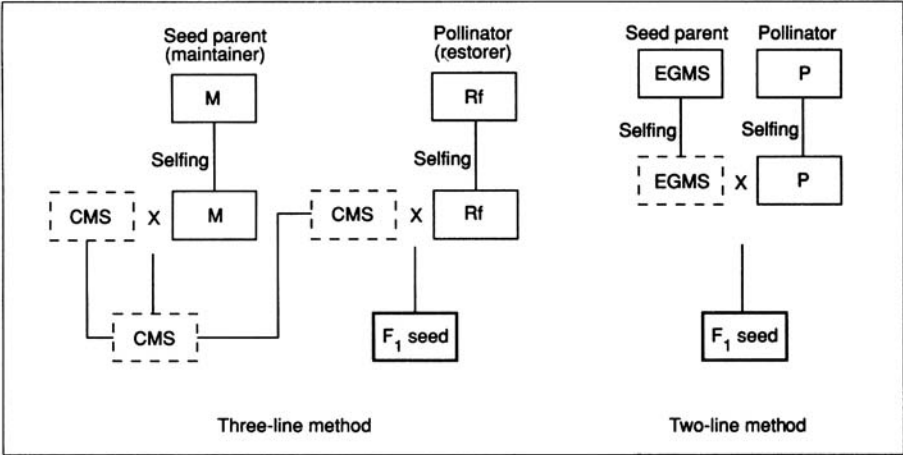 Seed parent
(maintainer)
Pollinator
(restorer)
M
Rf
Selfing
Selfing
CMS
X
M
CMS
X
Rf
CMS
F1 seed
Three-line method
Seed parent
Pollinator
EGMS
P
Selfing
Selfing
EGMS
X
P
F1 seed
Two-line method